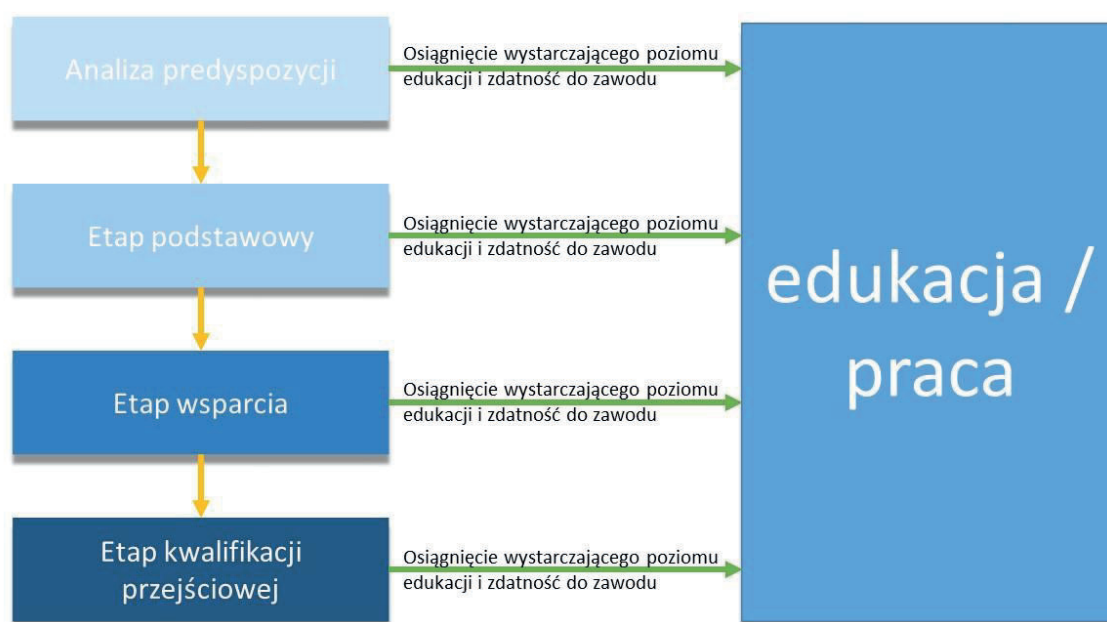 Analiza predyspozycji
Osiągnięcie wystarczającego poziomu
edukacji i zdatność do zawodu
Etap podstawowy
Osiągnięcie wystarczającego poziomu
edukacji i zdatność do zawodu
Etap wsparcia
Osiągnięcie wystarczającego poziomu
edukacji i zdatność do zawodu
Etap kwalifikacji
przejściowej
Osiągnięcie wystarczającego poziomu
edukacji i zdatność do zawodu
edukacja /
praca